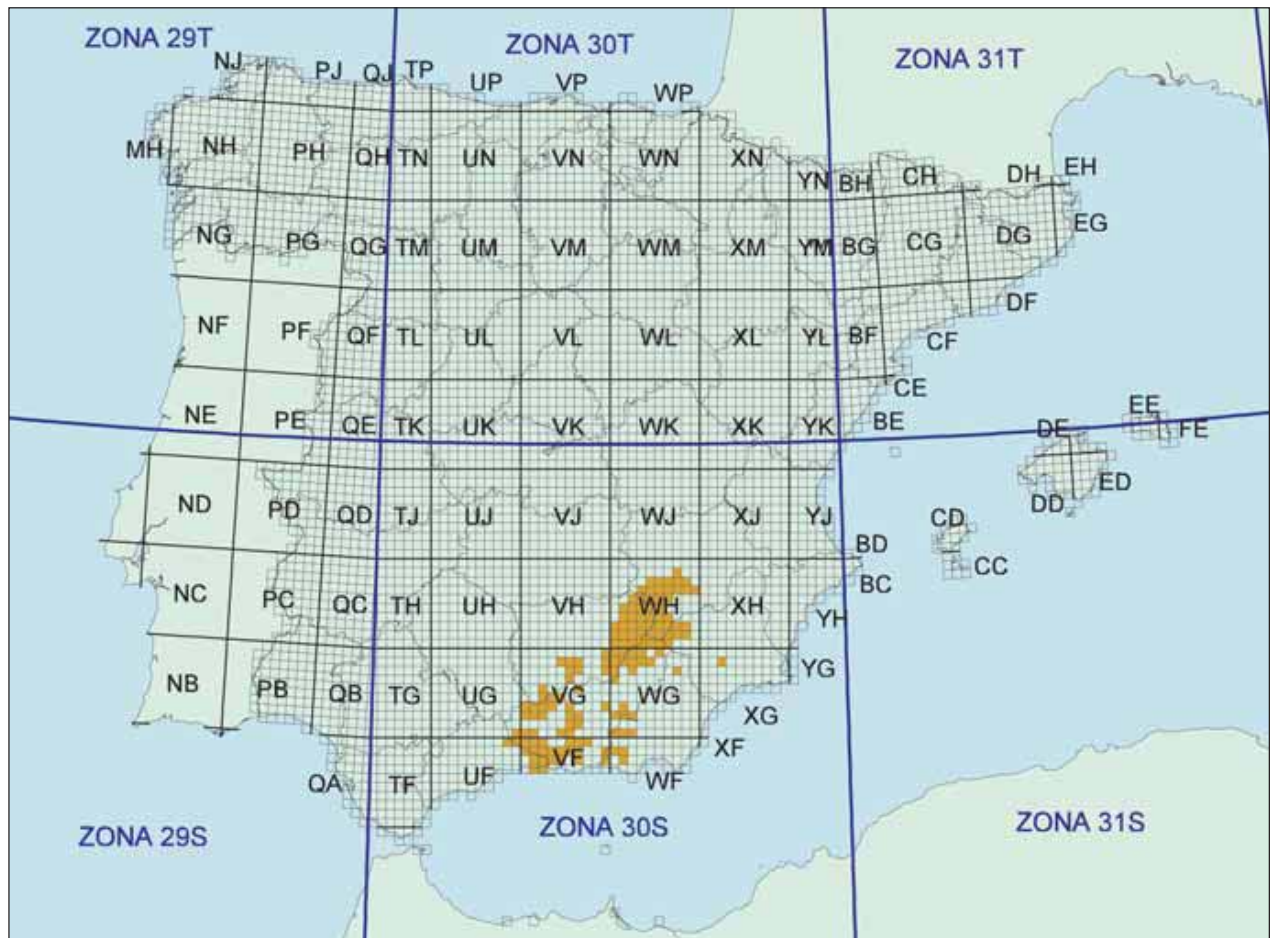 ZONA 29T
ZONA 30T
ZONA 31T
NJ
PJ
QJ
TP
UP
VP
WP
MH
NH
PH
QH
TN
UN
VN
WN
XN
YN
BH
CH
DH
EH
NG
PG
QG
TM
UM
VM
WM
XM
YM
BG
CG
DG
EG
NF
PF
QF
TL
UL
VL
WL
XL
YL
BF
CF
DF
NE
PE
QE
TK
UK
VK
WK
XK
YK
BE
CE
DE
EE
FE
ND
PD
QD
TJ
UJ
VJ
WJ
XJ
YJ
BD
CD
DD
ED
NC
PC
QC
TH
UH
VH
WH
XH
YH
BC
CC
NB
PB
QB
TG
UG
VG
WG
XG
YG
QA
TF
UF
VF
WF
XF
ZONA 29S
ZONA 30S
ZONA 31S